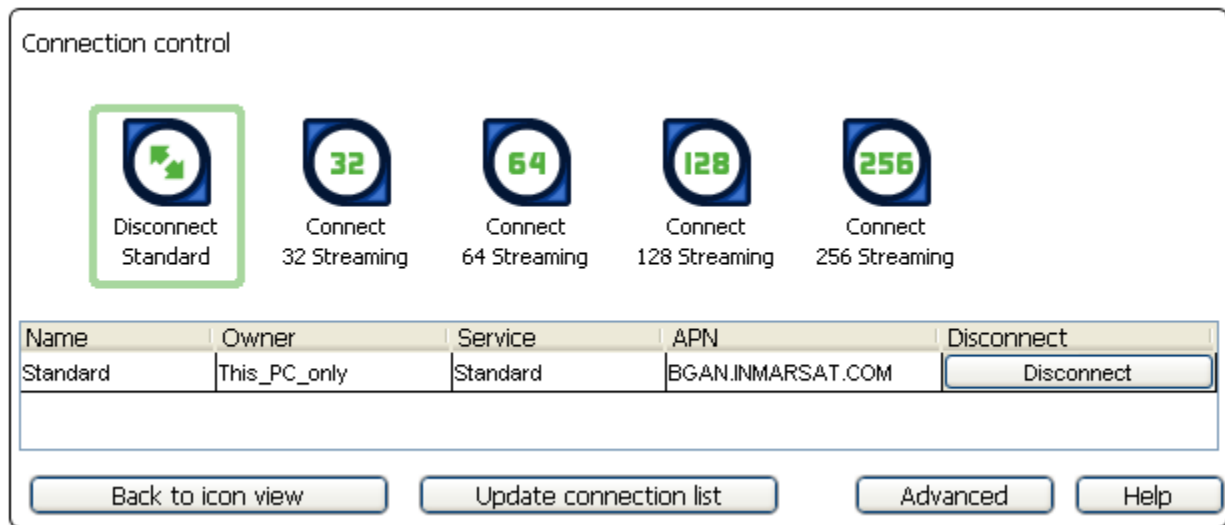 Connection control
32 64 128 256
Disconnect Connect Connect Connect Connect
Standard 32 Streaming 64 Streaming 128 Streaming 256 Streaming
Name Owner Service APN Disconnect
Standard This_PC_only Standard BGAN.INMARSAT.COM Disconnect
Back to icon view Update connection list Advanced Help